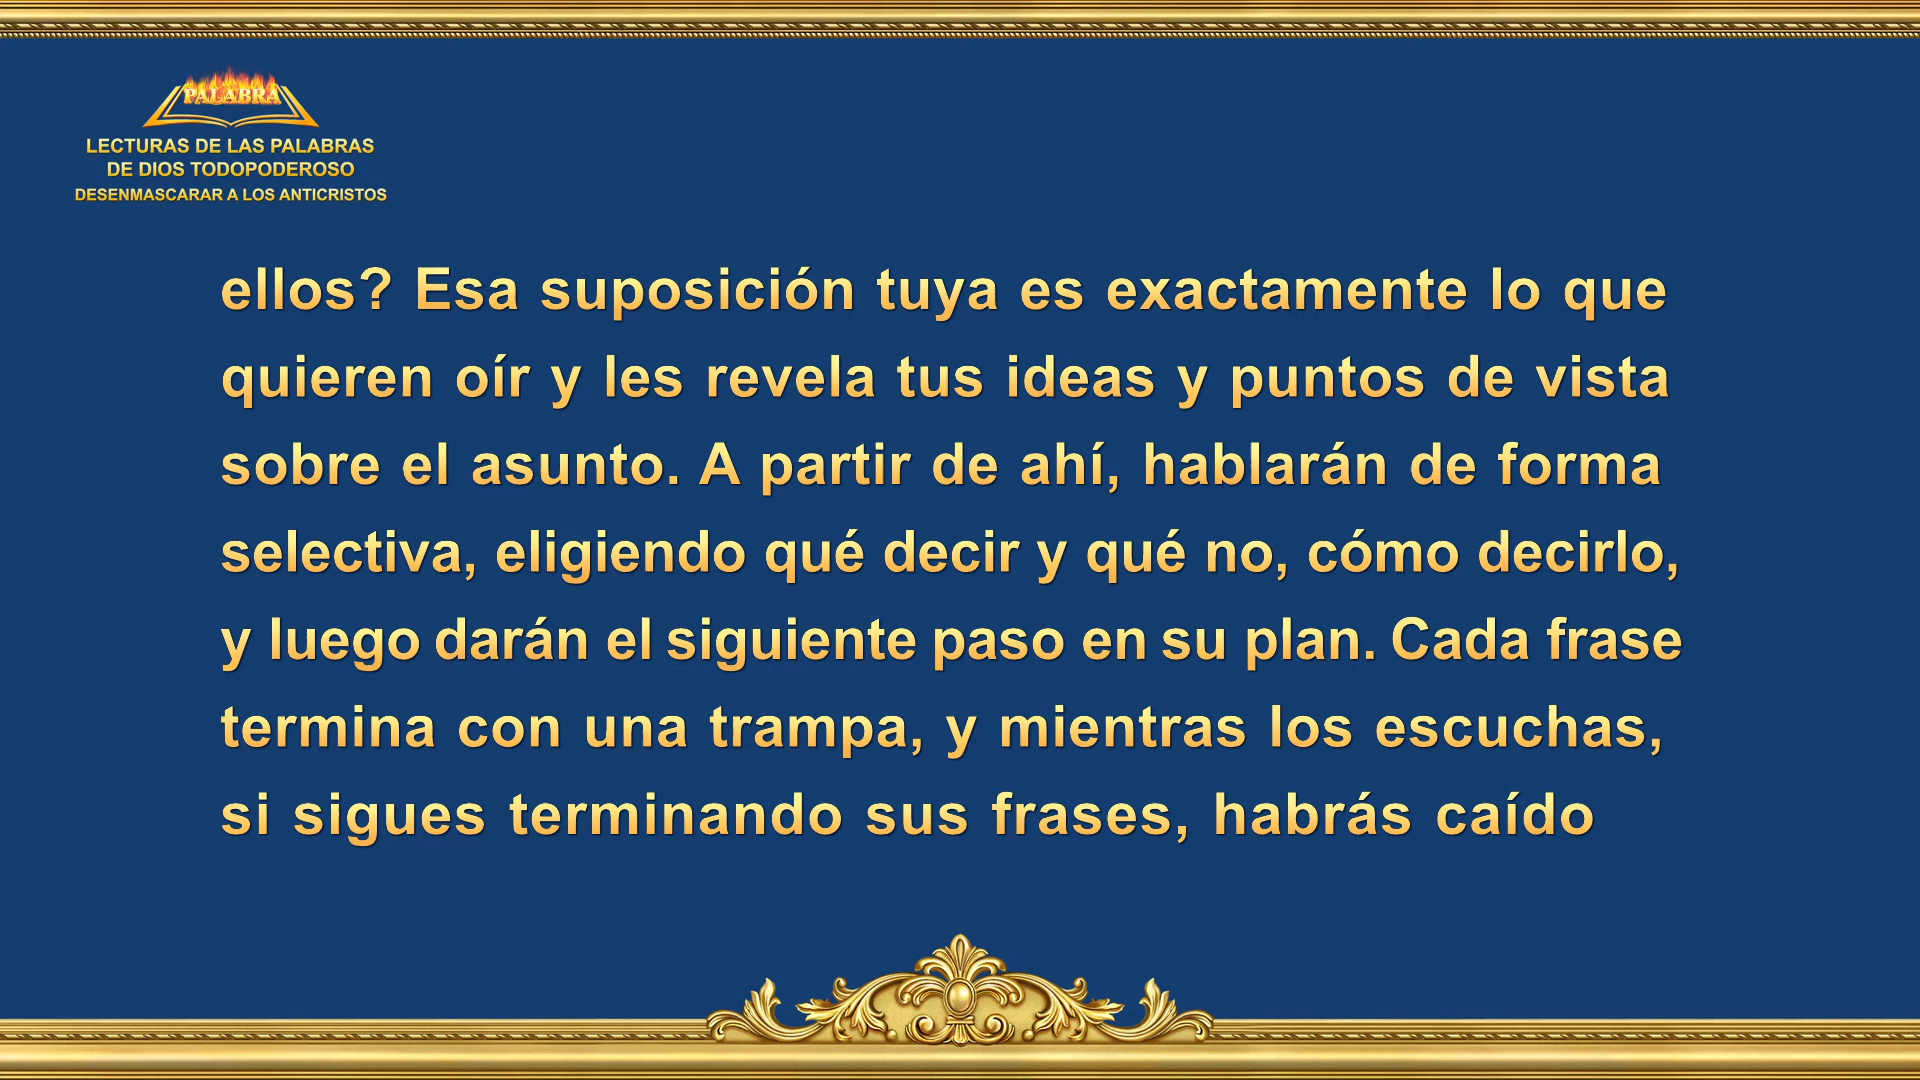 PALABRA
LECTURAS DE LAS PALABRAS
DE DIOS TODOPODEROSO
DESENMASCARAR A LOS ANTICRISTOS
ellos? Esa suposición tuya es exactamente lo que
quieren oír y les revela tus ideas y puntos de vista
sobre el asunto. A partir de ahí, hablarán de forma
selectiva, eligiendo qué decir y qué no, cómo decirlo,
y luego darán el siguiente paso en su plan. Cada frase
termina con una trampa, y mientras los escuchas,
si sigues terminando sus frases, habrás caído